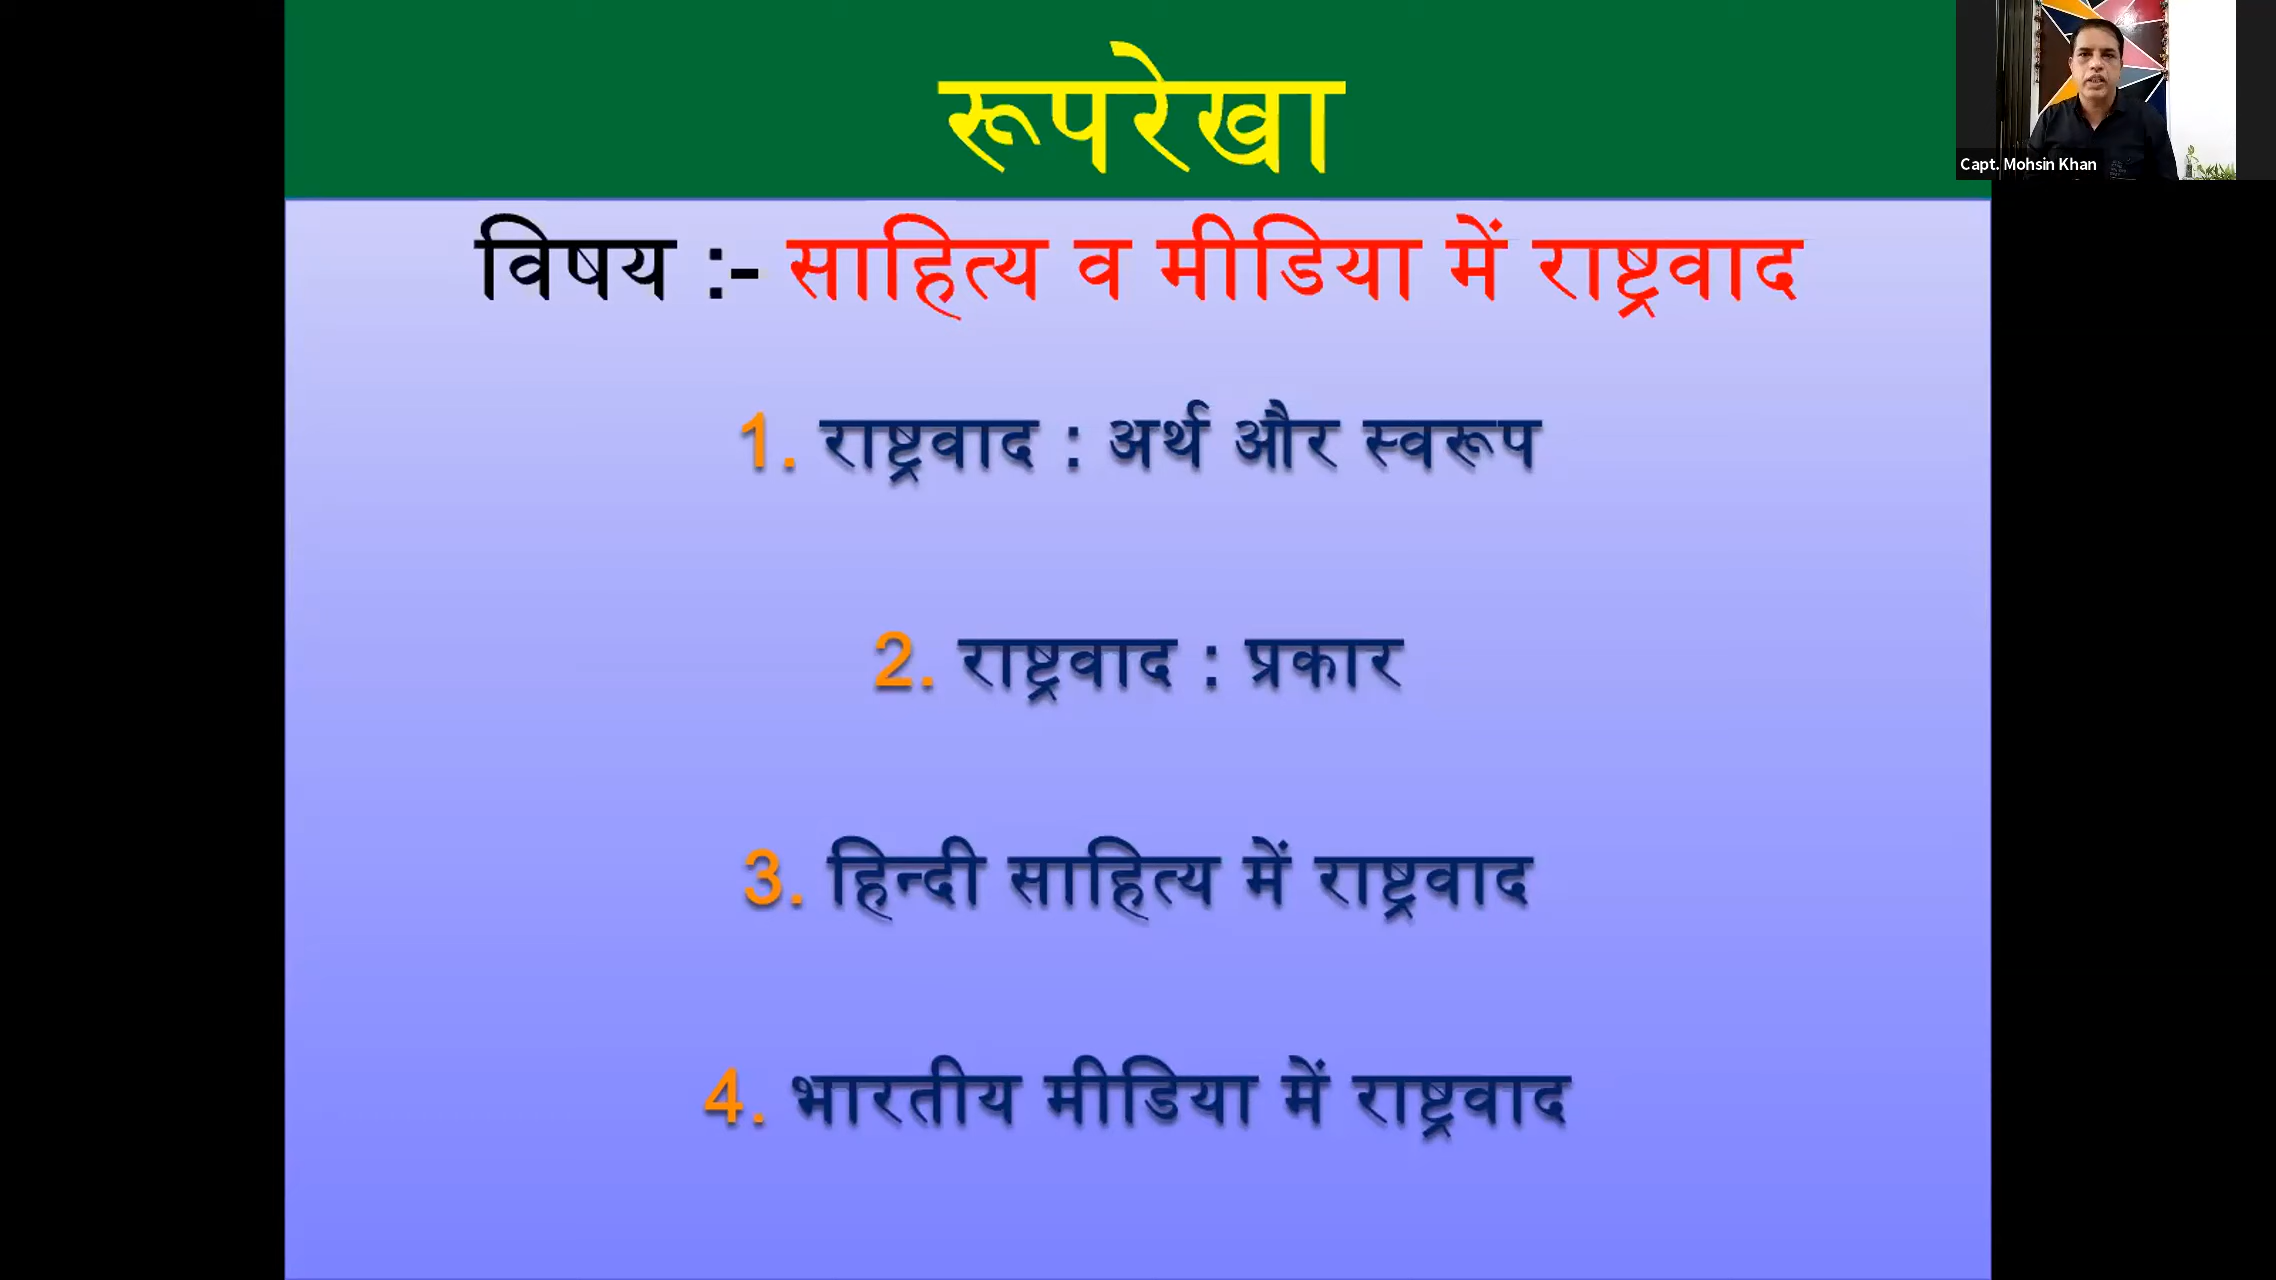 रूपरेखा
Capt. Mohsin Khan
विषय :- साहित्य व मीडिया में राष्ट्रवाद
1. राष्ट्रवाद : अर्थ और स्वरूप
2. राष्ट्रवाद : प्रकार
3. हिन्दी साहित्य में राष्ट्रवाद
4. भारतीय मीडिया में राष्ट्रवाद